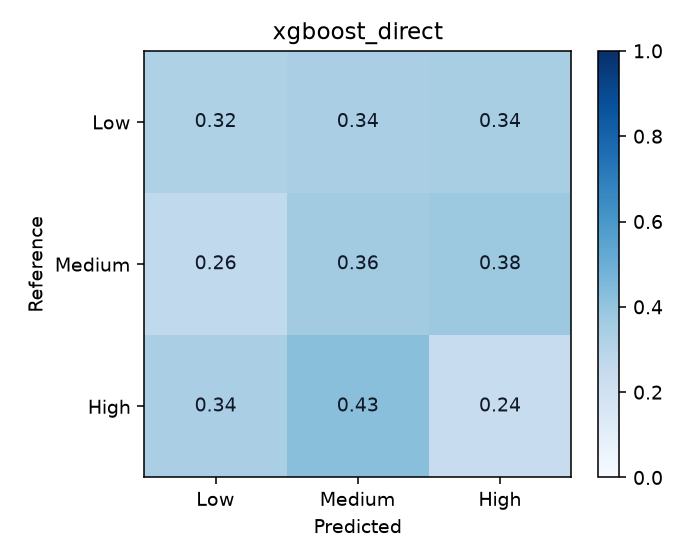 xgboost_direct
1.0
Low 0.32 0.34 0.34
0.8
0.6
Reference
Medium 0.26 0.36 0.38
0.4
High 0.34 0.43 0.24
0.2
0.0
Low Medium High
Predicted